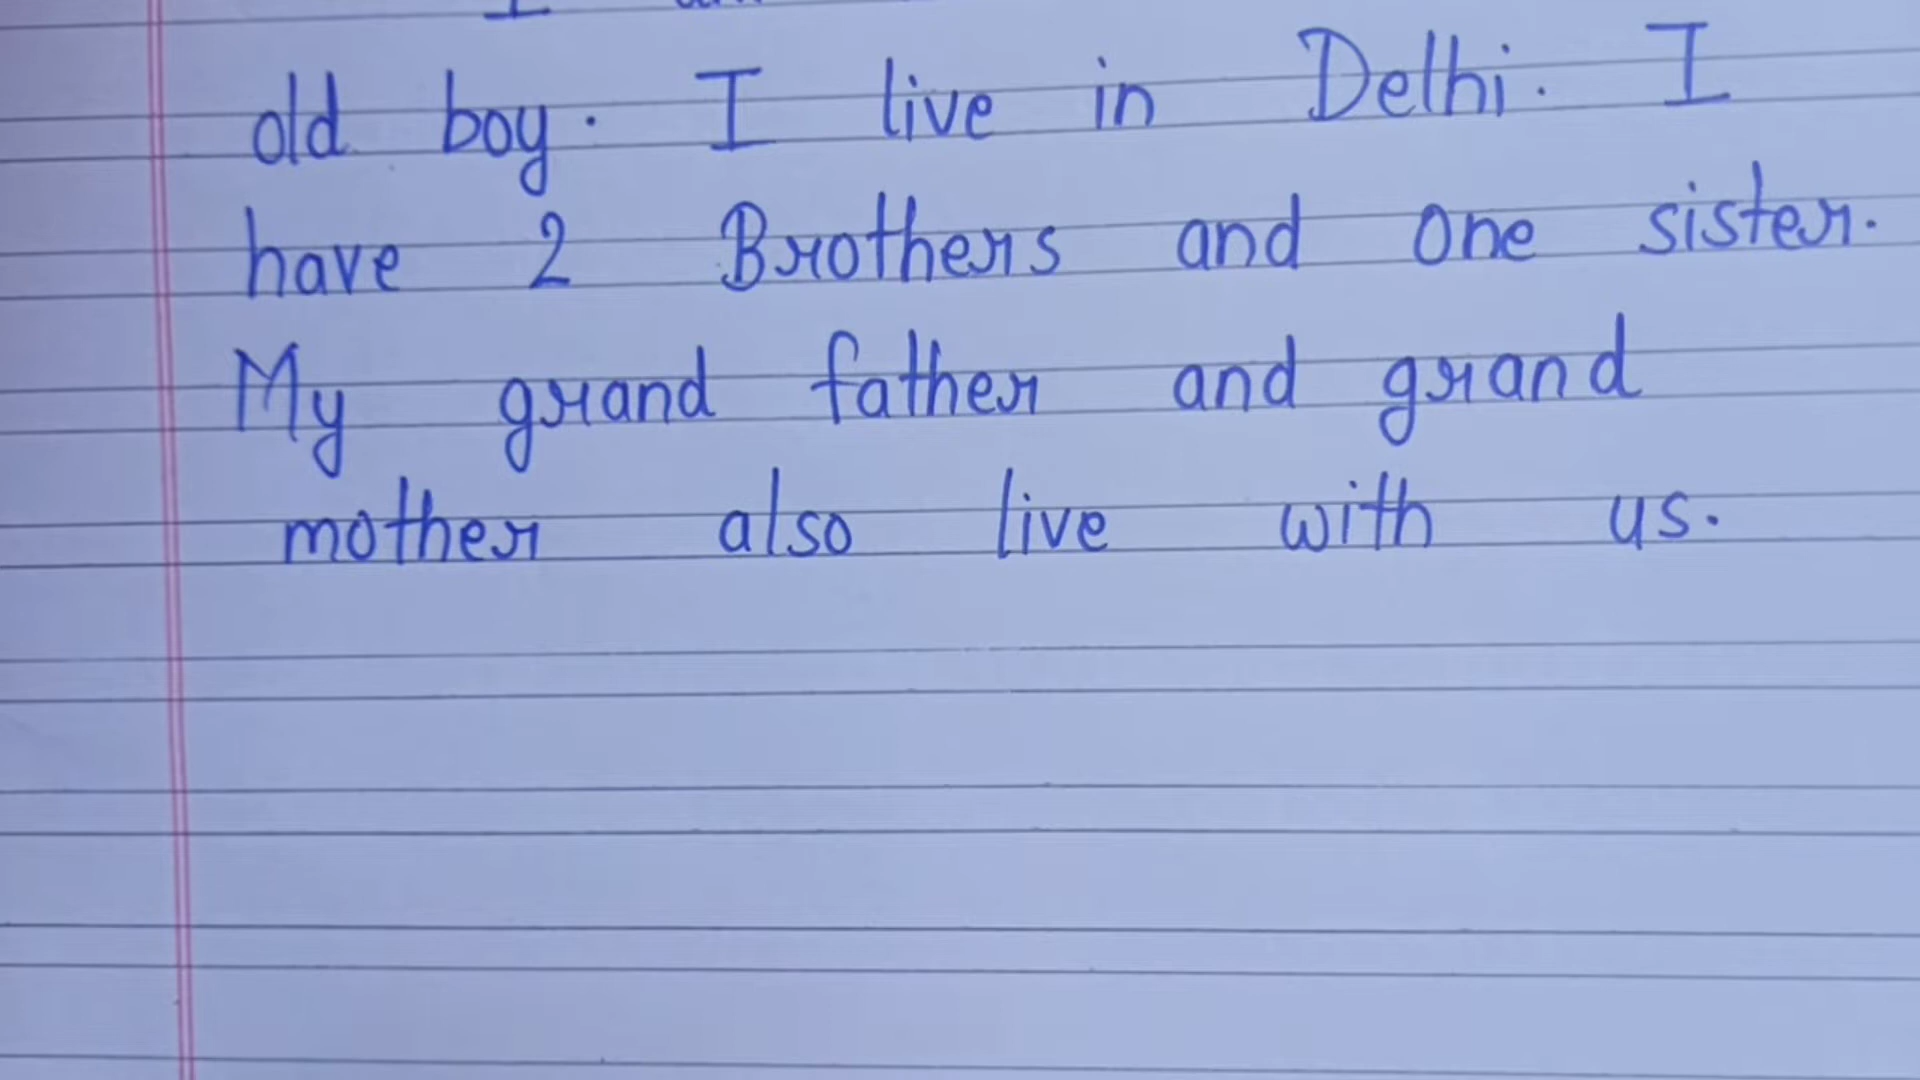 old boy. I live in Delhi. I
have 2 Brothers and one sister.
My grand father and grand
mother also live with us.